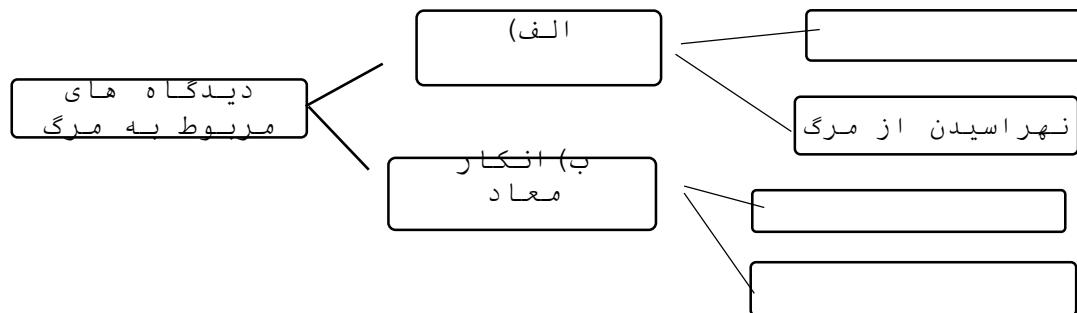 دیدگاه های
مربوط به مرگ
الف)
نهراسیدن از مرگ
ب) انکار
معاد